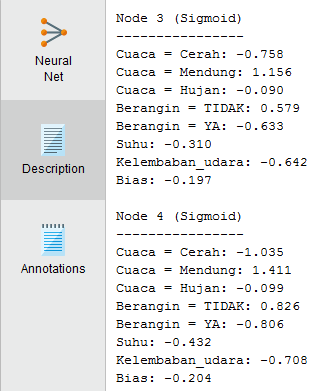 Neural
Net
Description
Annotations
Node 3 (Sigmoid)
----------------
Cuaca = Cerah: -0.758
Cuaca = Mendung: 1.156
Cuaca = Hujan: -0.090
Berangin = TIDAK: 0.579
Berangin = YA: -0.633
Suhu: -0.310
Kelembaban_udara: -0.642
Bias: -0.197
Node 4 (Sigmoid)
----------------
Cuaca = Cerah: -1.035
Cuaca = Mendung: 1.411
Cuaca = Hujan: -0.099
Berangin = TIDAK: 0.826
Berangin = YA: -0.806
Suhu: -0.432
Kelembaban_udara: -0.708
Bias: -0.204